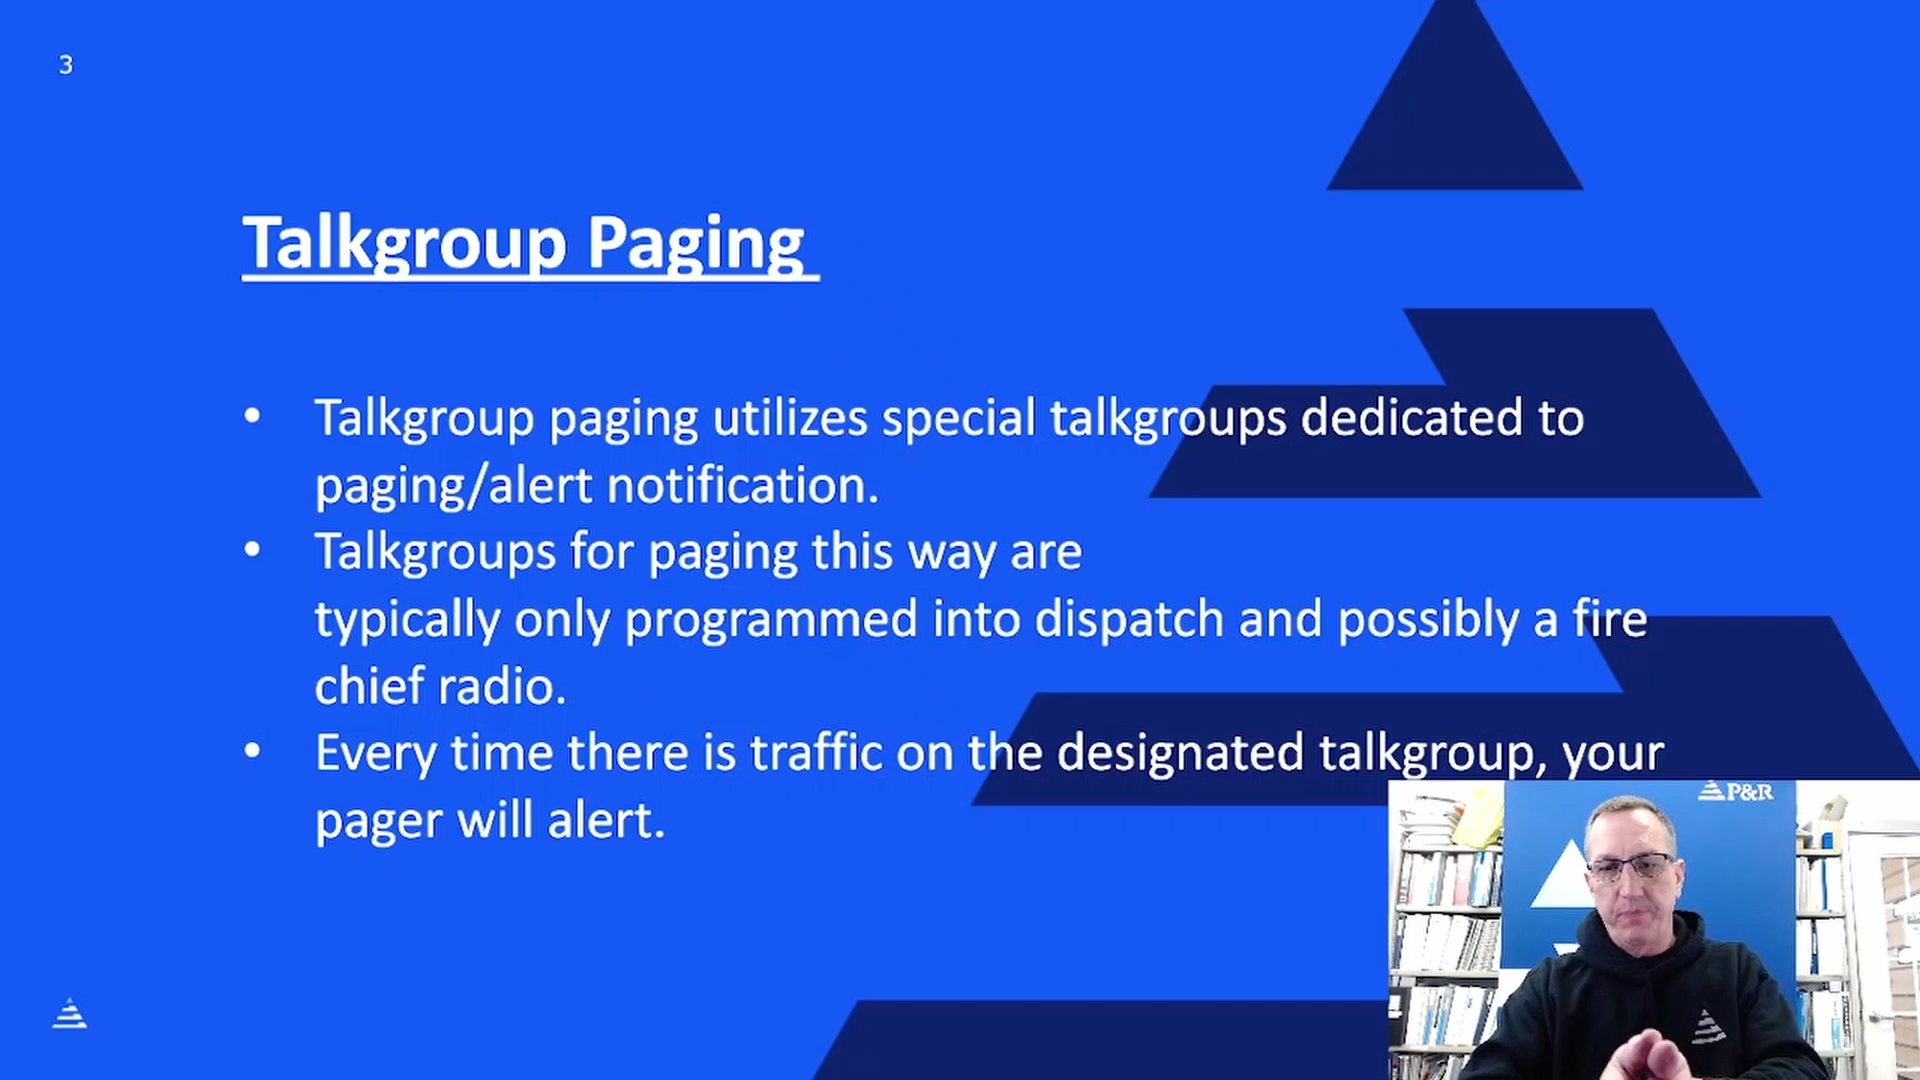 3
Talkgroup Paging
• Talkgroup paging utilizes special talkgroups dedicated to
paging/alert notification.
• Talkgroups for paging this way are
typically only programmed into dispatch and possibly a fire
chief radio.
• Every time there is traffic on the designated talkgroup, your
pager will alert.
P&R